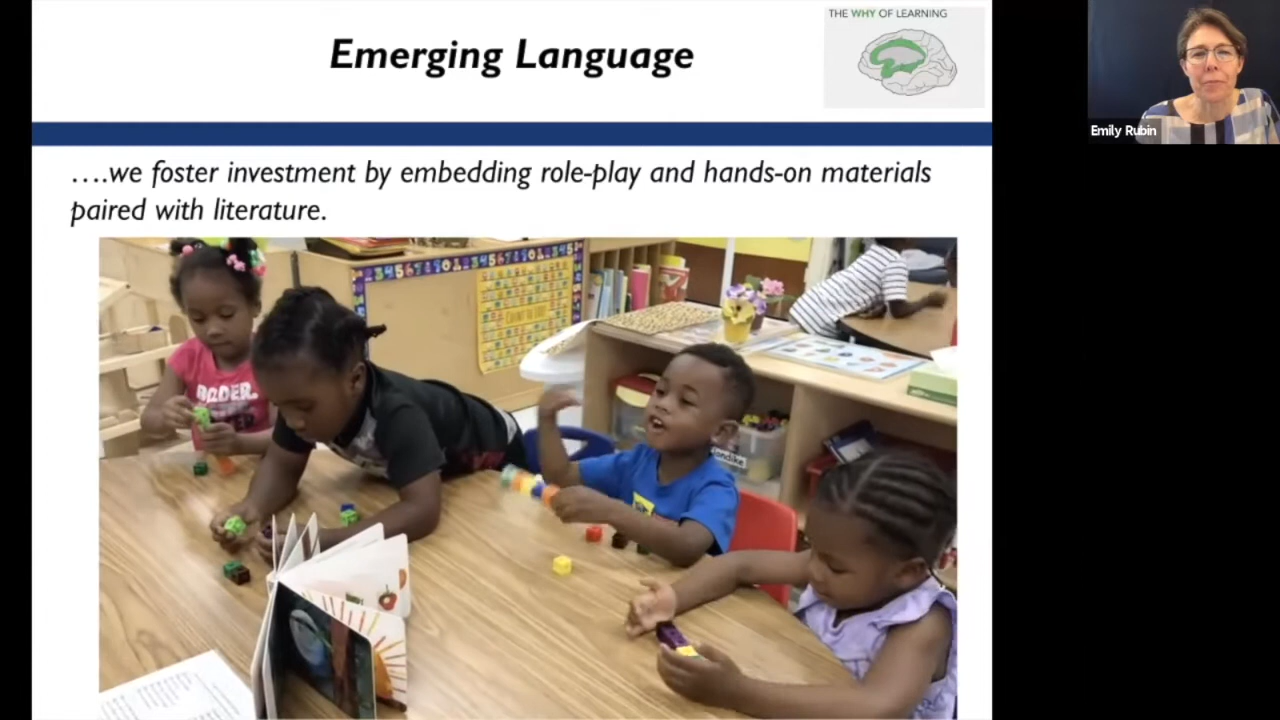 THE WHY OF LEARNING
Emerging Language
Emily Rubin
….we foster investment by embedding role-play and hands-on materials
paired with literature.